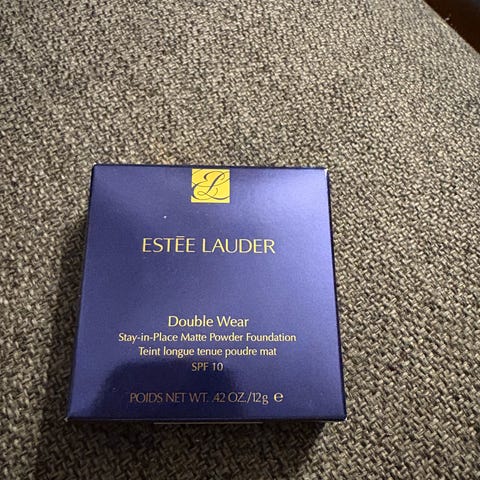 EL
ESTĒE LAUDER
Double Wear
Stay-in-Place Matte Powder Foundation
Teint longue tenue poudre mat
SPF 10
POIDS NET WT. .42 OZ./12g ℮